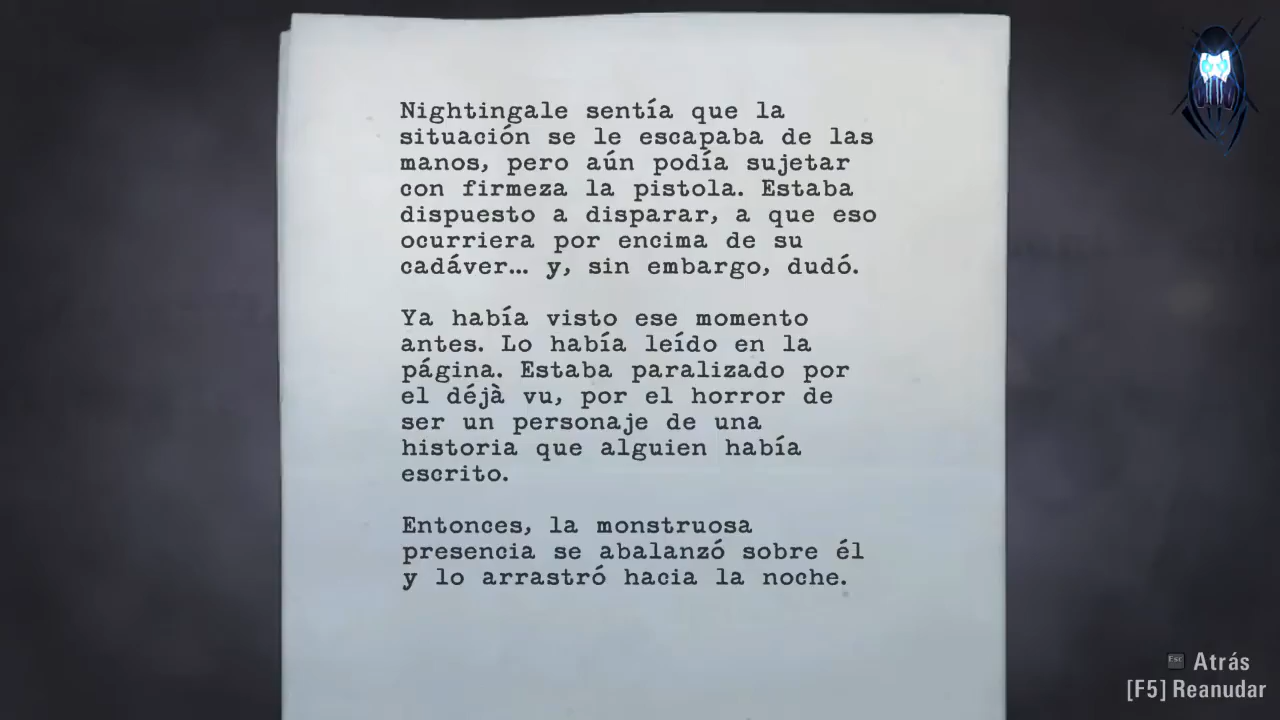 Nightingale sentía que la
situación se le escapaba de las
manos, pero aún podía sujetar
con firmeza la pistola. Estaba
dispuesto a disparar, a que eso
ocurriera por encima de su
cadáver… y, sin embargo, dudó.
Ya había visto ese momento
antes. Lo había leído en la
página. Estaba paralizado por
el déjà vu, por el horror de
ser un personaje de una
historia que alguien había
escrito.
Entonces, la monstruosa
presencia se abalanzó sobre él
y lo arrastró hacia la noche.
Esc Atrás
[F5] Reanudar